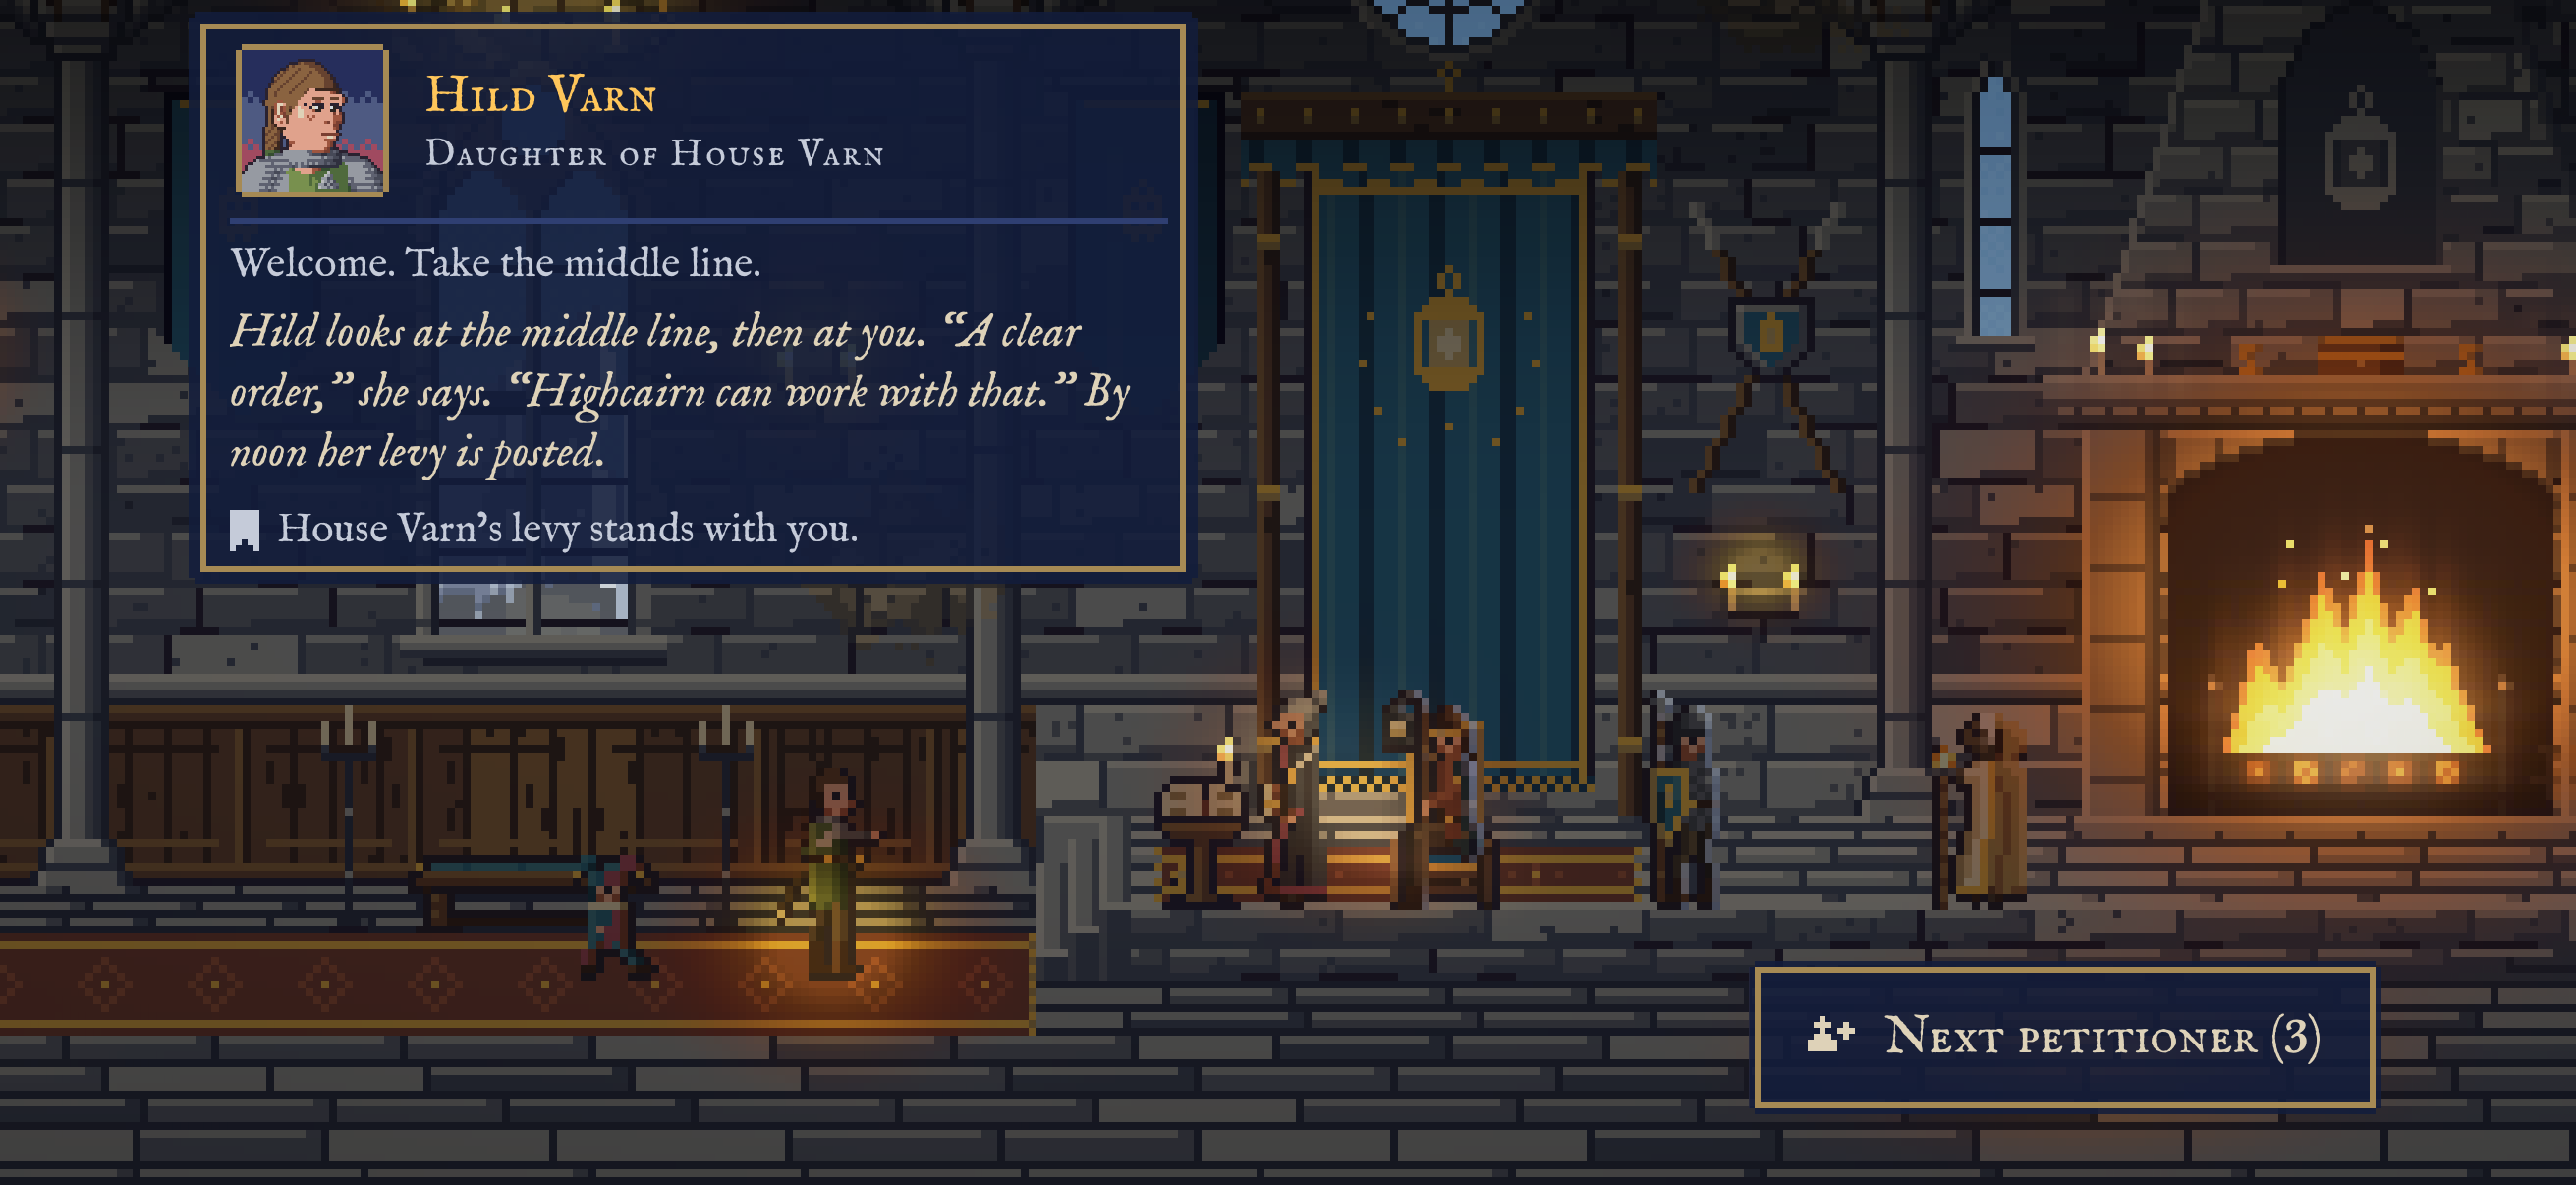 Hild Varn
Daughter of House Varn
Welcome. Take the middle line.
Hild looks at the middle line, then at you. “A clear
order,” she says. “Highcairn can work with that.” By
noon her levy is posted.
House Varn’s levy stands with you.
Next petitioner (3)